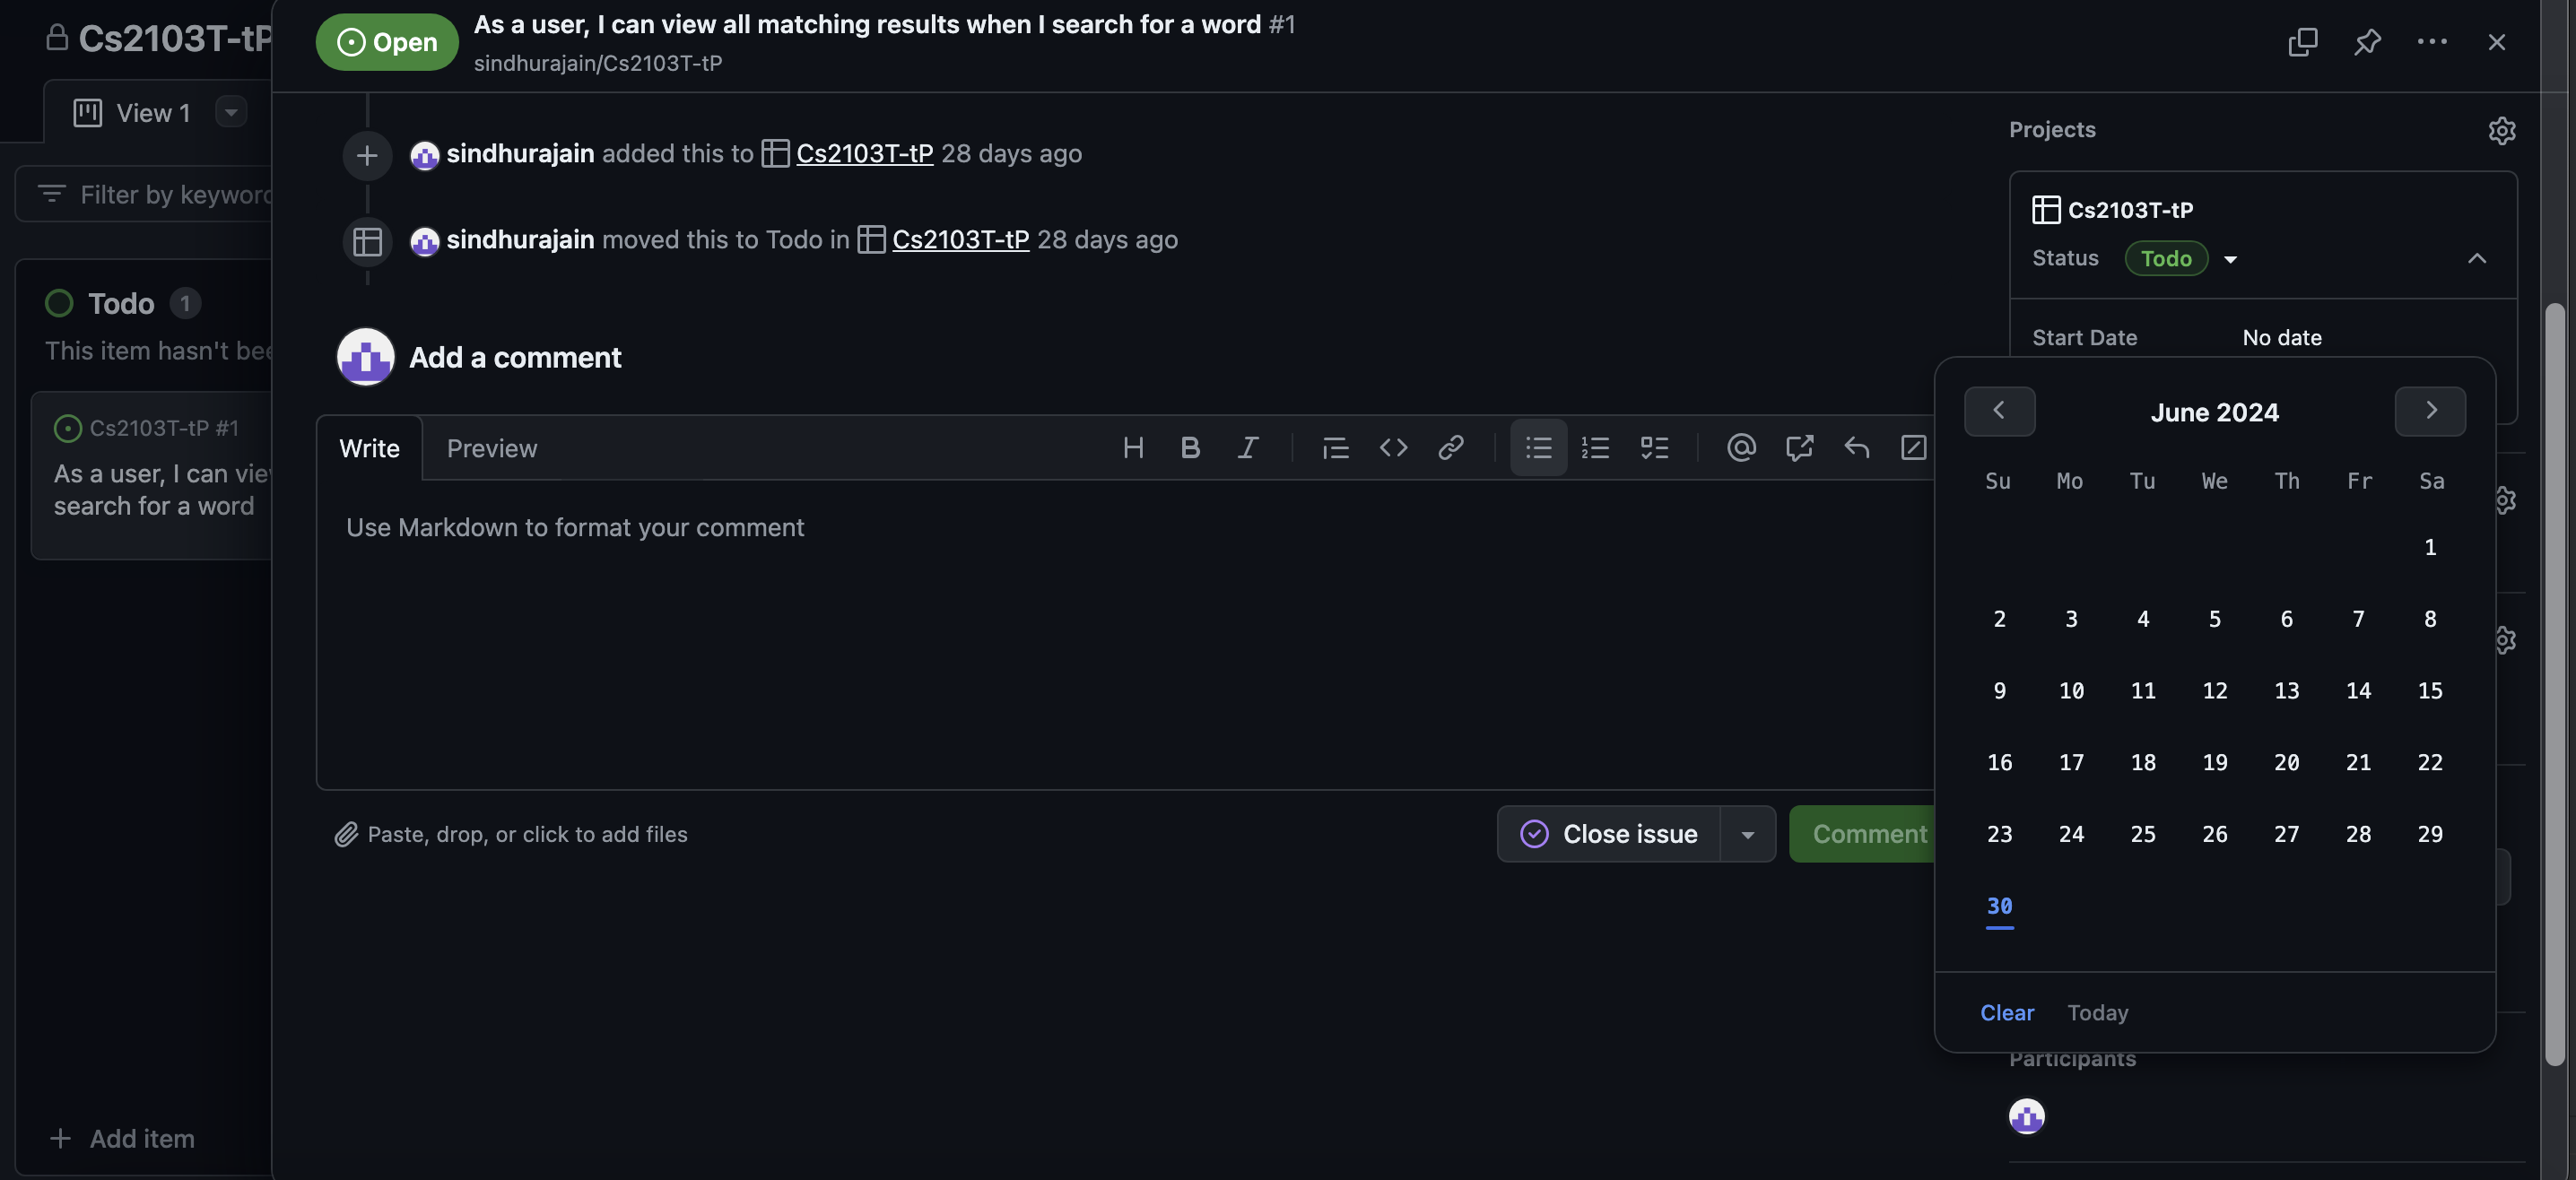 Cs2103T-tP
View 1
Filter by keyword
Todo 1
This item hasn't bee
Cs2103T-tP #1
As a user, I can vie
search for a word
Add item
Open
As a user, I can view all matching results when I search for a word #1
sindhurajain/Cs2103T-tP
sindhurajain added this to Cs2103T-tP 28 days ago
sindhurajain moved this to Todo in Cs2103T-tP 28 days ago
Add a comment
Write Preview
Use Markdown to format your comment
Paste, drop, or click to add files
Close issue
Comment
Projects
Cs2103T-tP
Status Todo
Start Date No date
June 2024
Su Mo Tu We Th Fr Sa
1
2 3 4 5 6 7 8
9 10 11 12 13 14 15
16 17 18 19 20 21 22
23 24 25 26 27 28 29
30
Clear Today
Participants